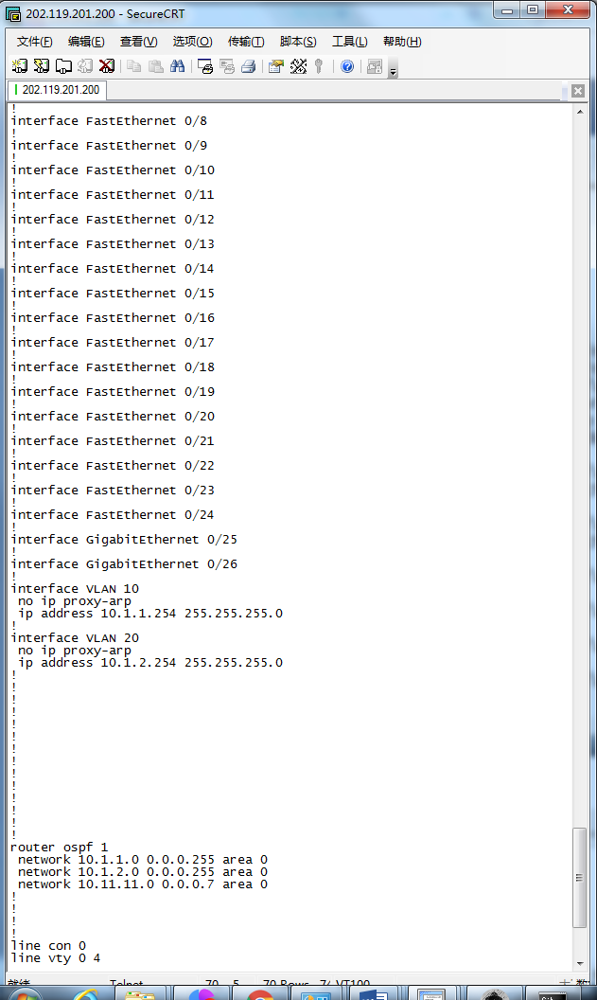 202.119.201.200 - SecureCRT
文件(F) 编辑(E) 查看(V) 选项(O) 传输(T) 脚本(S) 工具(L) 帮助(H)
202.119.201.200
!
interface FastEthernet 0/8
!
interface FastEthernet 0/9
!
interface FastEthernet 0/10
!
interface FastEthernet 0/11
!
interface FastEthernet 0/12
!
interface FastEthernet 0/13
!
interface FastEthernet 0/14
!
interface FastEthernet 0/15
!
interface FastEthernet 0/16
!
interface FastEthernet 0/17
!
interface FastEthernet 0/18
!
interface FastEthernet 0/19
!
interface FastEthernet 0/20
!
interface FastEthernet 0/21
!
interface FastEthernet 0/22
!
interface FastEthernet 0/23
!
interface FastEthernet 0/24
!
interface GigabitEthernet 0/25
!
interface GigabitEthernet 0/26
!
interface VLAN 10
no ip proxy-arp
ip address 10.1.1.254 255.255.255.0
!
interface VLAN 20
no ip proxy-arp
ip address 10.1.2.254 255.255.255.0
!
!
!
!
!
!
!
!
!
!
!
!
!
!
router ospf 1
network 10.1.1.0 0.0.0.255 area 0
network 10.1.2.0 0.0.0.255 area 0
network 10.11.11.0 0.0.0.7 area 0
!
!
!
!
line con 0
line vty 0 4
就绪 Telnet 70, 5 70 Rows, 74 VT100